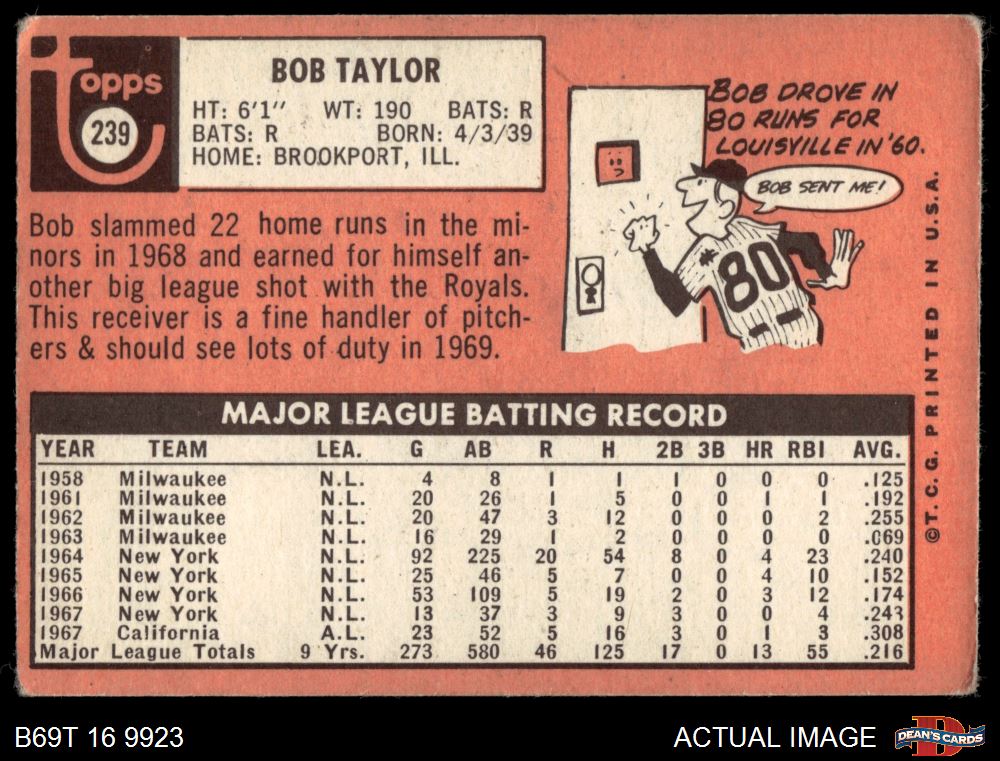 Topps
239
BOB TAYLOR
HT: 6'1" WT: 190 BATS: R
BATS: R BORN: 4/3/39
HOME: BROOKPORT, ILL.
BOB DROVE IN
80 RUNS FOR
LOUISVILLE IN '60.
BOB SENT ME!
#80
Bob slammed 22 home runs in the mi-
nors in 1968 and earned for himself an-
other big league shot with the Royals.
This receiver is a fine handler of pitch-
ers & should see lots of duty in 1969.
©T. C. G. PRINTED IN U.S.A.
MAJOR LEAGUE BATTING RECORD
YEAR TEAM LEA. G AB R H 2B 3B HR RBI AVG.
1958 Milwaukee N.L. 4 8 1 1 1 0 0 0 .125
1961 Milwaukee N.L. 20 26 1 5 0 0 1 1 .192
1962 Milwaukee N.L. 20 47 3 12 0 0 0 2 .255
1963 Milwaukee N.L. 16 29 1 2 0 0 0 0 .069
1964 New York N.L. 92 225 20 54 8 0 4 23 .240
1965 New York N.L. 25 46 5 7 0 0 4 10 .152
1966 New York N.L. 53 109 5 19 2 0 3 12 .174
1967 New York N.L. 13 37 3 9 3 0 0 4 .243
1967 California A.L. 23 52 5 16 3 0 1 3 .308
Major League Totals 9 Yrs. 273 580 46 125 17 0 13 55 .216
B69T 16 9923
ACTUAL IMAGE
DEAN'S CARDS